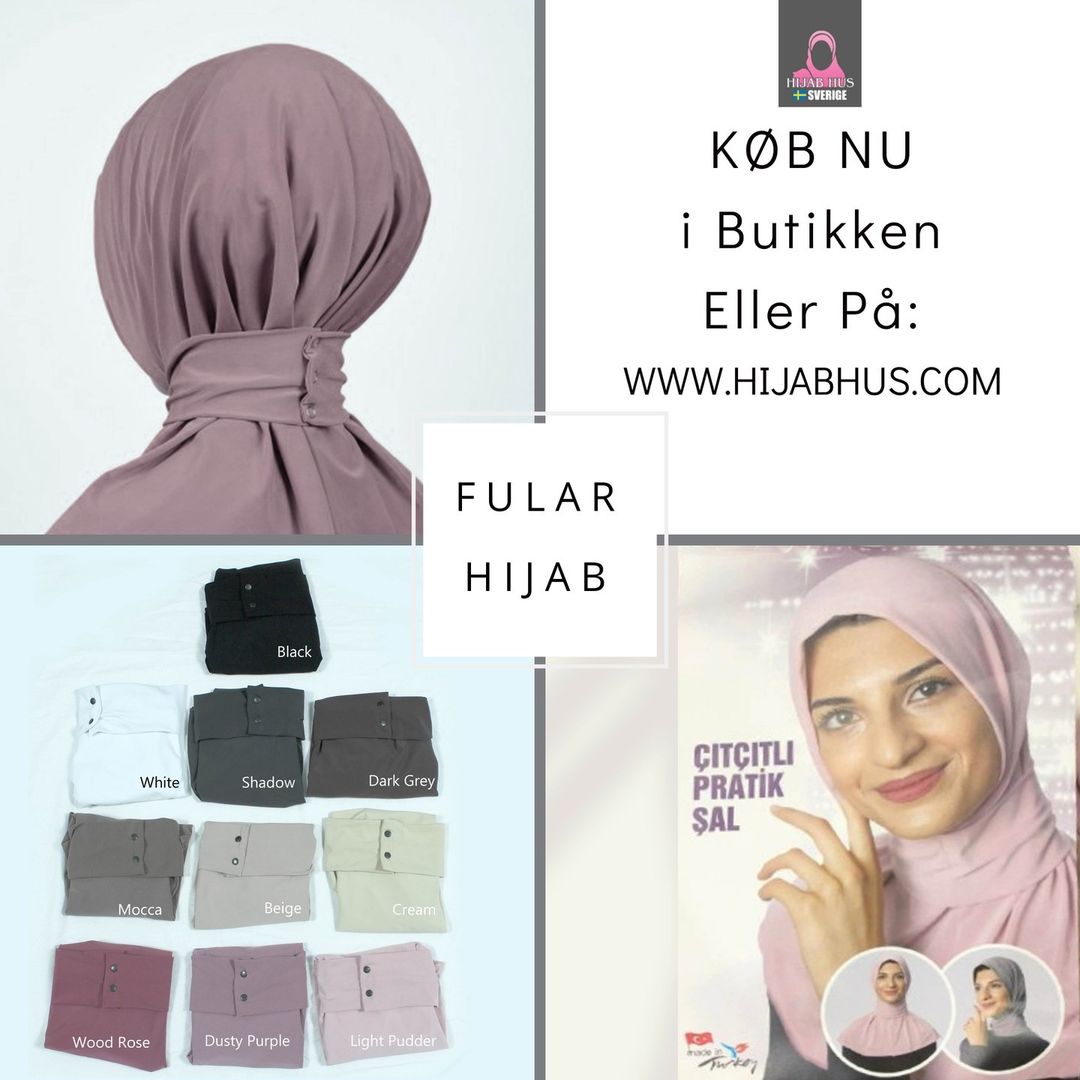 HIJAB HUS
SVERIGE
KØB NU
i Butikken
Eller På:
WWW.HIJABHUS.COM
FULAR
HIJAB
Black
White
Shadow
Dark Grey
Mocca
Beige
Cream
Wood Rose
Dusty Purple
Light Pudder
ÇITÇITLI
PRATİK
ŞAL
made in
Turkey